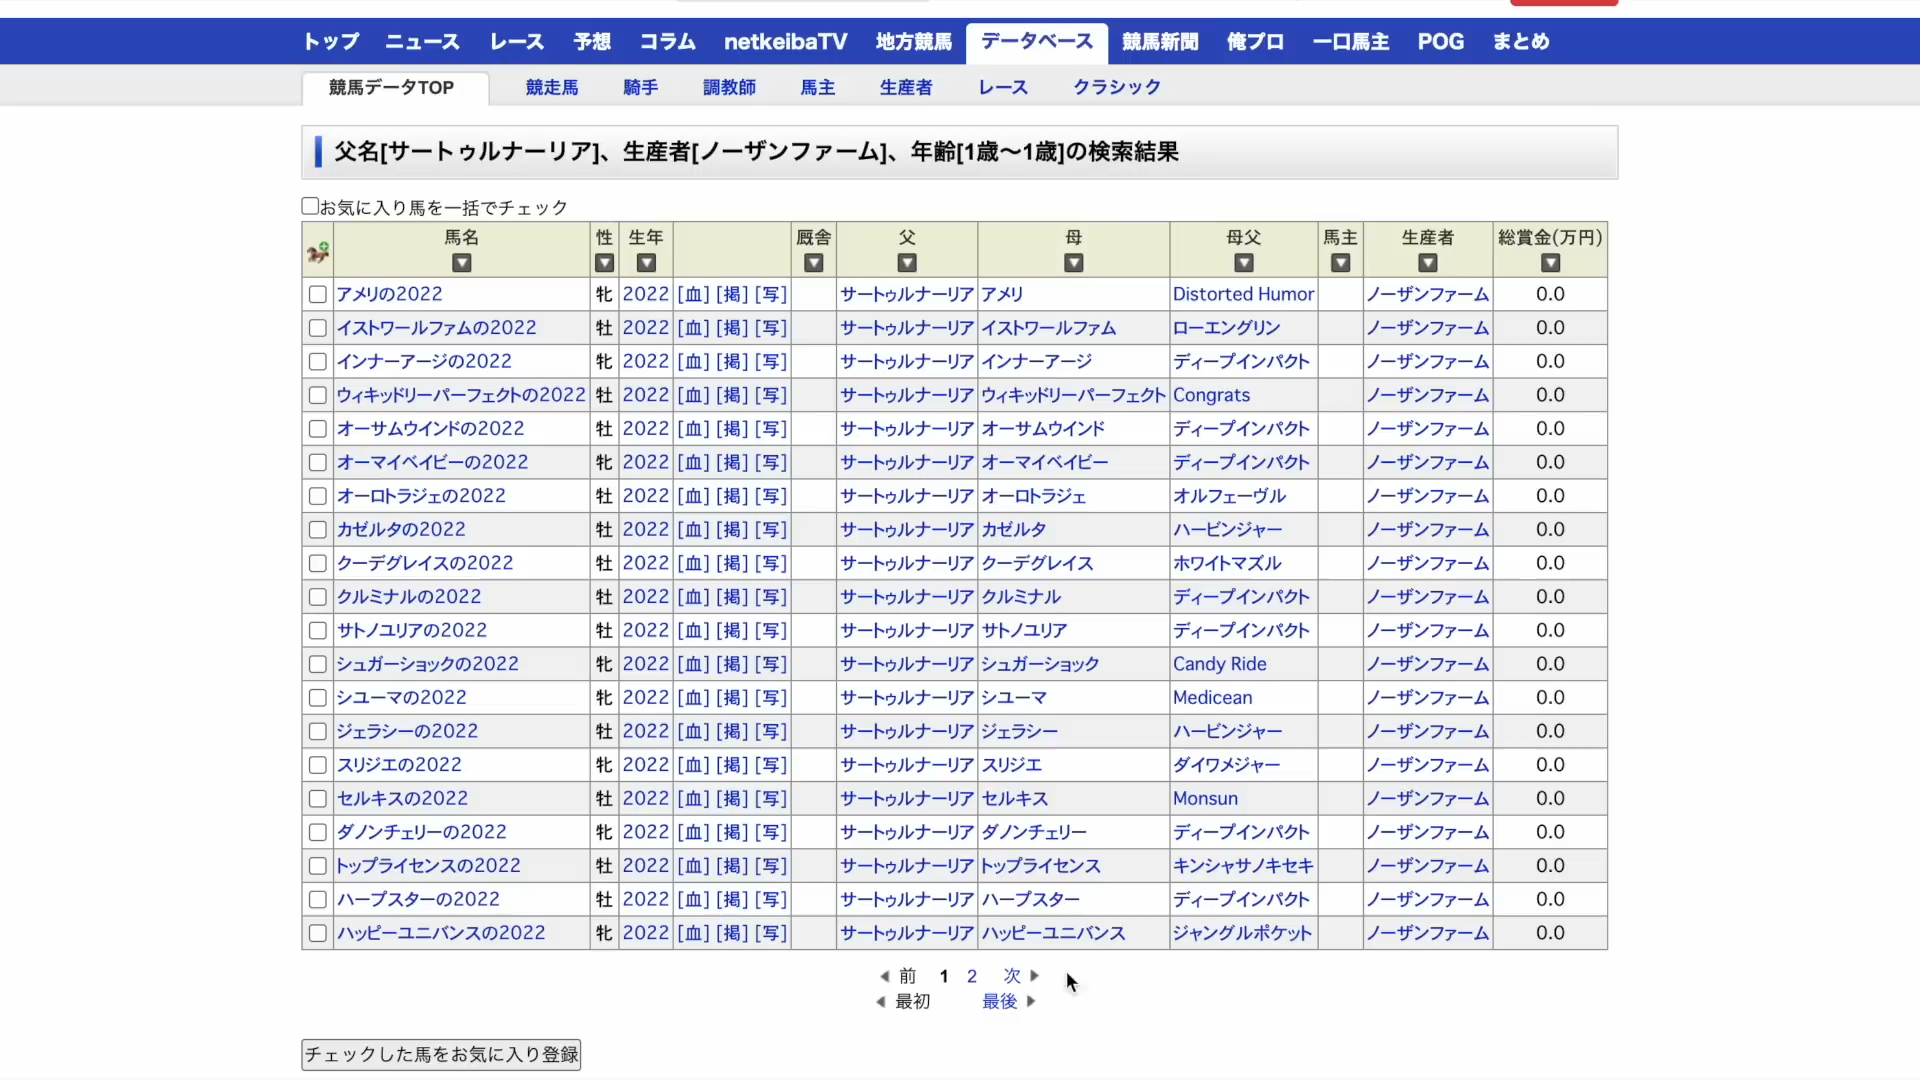 トップ ニュース レース 予想 コラム netkeibaTV 地方競馬 データベース 競馬新聞 俺プロ 一口馬主 POG まとめ
競馬データTOP 競走馬 騎手 調教師 馬主 生産者 レース クラシック
父名[サートゥルナーリア]、生産者[ノーザンファーム]、年齢[1歳～1歳]の検索結果
お気に入り馬を一括でチェック
馬名 性 生年 厩舎 父 母 母父 馬主 生産者 総賞金(万円)
アメリの2022 牝 2022 [血] [掲] [写] サートゥルナーリア アメリ Distorted Humor ノーザンファーム 0.0
イストワールファムの2022 牡 2022 [血] [掲] [写] サートゥルナーリア イストワールファム ローエングリン ノーザンファーム 0.0
インナーアージの2022 牝 2022 [血] [掲] [写] サートゥルナーリア インナーアージ ディープインパクト ノーザンファーム 0.0
ウィキッドリーパーフェクトの2022 牡 2022 [血] [掲] [写] サートゥルナーリア ウィキッドリーパーフェクト Congrats ノーザンファーム 0.0
オーサムウインドの2022 牡 2022 [血] [掲] [写] サートゥルナーリア オーサムウインド ディープインパクト ノーザンファーム 0.0
オーマイベイビーの2022 牝 2022 [血] [掲] [写] サートゥルナーリア オーマイベイビー ディープインパクト ノーザンファーム 0.0
オーロトラジェの2022 牡 2022 [血] [掲] [写] サートゥルナーリア オーロトラジェ オルフェーヴル ノーザンファーム 0.0
カゼルタの2022 牡 2022 [血] [掲] [写] サートゥルナーリア カゼルタ ハービンジャー ノーザンファーム 0.0
クーデグレイスの2022 牡 2022 [血] [掲] [写] サートゥルナーリア クーデグレイス ホワイトマズル ノーザンファーム 0.0
クルミナルの2022 牡 2022 [血] [掲] [写] サートゥルナーリア クルミナル ディープインパクト ノーザンファーム 0.0
サトノユリアの2022 牡 2022 [血] [掲] [写] サートゥルナーリア サトノユリア ディープインパクト ノーザンファーム 0.0
シュガーショックの2022 牝 2022 [血] [掲] [写] サートゥルナーリア シュガーショック Candy Ride ノーザンファーム 0.0
シユーマの2022 牝 2022 [血] [掲] [写] サートゥルナーリア シユーマ Medicean ノーザンファーム 0.0
ジェラシーの2022 牡 2022 [血] [掲] [写] サートゥルナーリア ジェラシー ハービンジャー ノーザンファーム 0.0
スリジエの2022 牝 2022 [血] [掲] [写] サートゥルナーリア スリジエ ダイワメジャー ノーザンファーム 0.0
セルキスの2022 牡 2022 [血] [掲] [写] サートゥルナーリア セルキス Monsun ノーザンファーム 0.0
ダノンチェリーの2022 牝 2022 [血] [掲] [写] サートゥルナーリア ダノンチェリー ディープインパクト ノーザンファーム 0.0
トップライセンスの2022 牡 2022 [血] [掲] [写] サートゥルナーリア トップライセンス キンシャサノキセキ ノーザンファーム 0.0
ハープスターの2022 牡 2022 [血] [掲] [写] サートゥルナーリア ハープスター ディープインパクト ノーザンファーム 0.0
ハッピーユニバンスの2022 牝 2022 [血] [掲] [写] サートゥルナーリア ハッピーユニバンス ジャングルポケット ノーザンファーム 0.0
前 1 2 次
最初 最後
チェックした馬をお気に入り登録